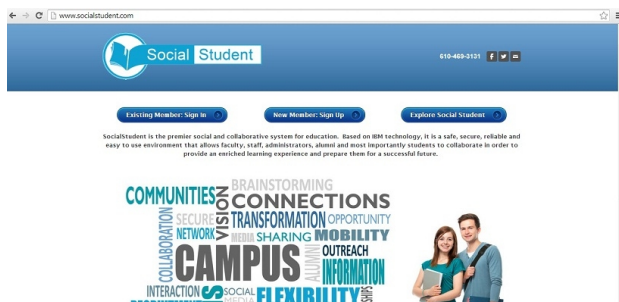 www.socialstudent.com
Social Student
610-469-3131
Existing Member: Sign In
New Member: Sign Up
Explore Social Student
SocialStudent is the premier social and collaborative system for education. Based on IBM technology, it is a safe, secure, reliable and
easy to use environment that allows faculty, staff, administrators, alumni and most importantly students to collaborate in order to
provide an enriched learning experience and prepare them for a successful future.
BRAINSTORMING
COMMUNITIES
VISION
CONNECTIONS
COLLABORATION
SECURE
TRANSFORMATION
OPPORTUNITY
NETWORK
MEDIA SHARING
MOBILITY
CAMPUS
ALUMNI
OUTREACH
INFORMATION
INTERACTION
SOCIAL
MEDIA
FLEXIBILITY